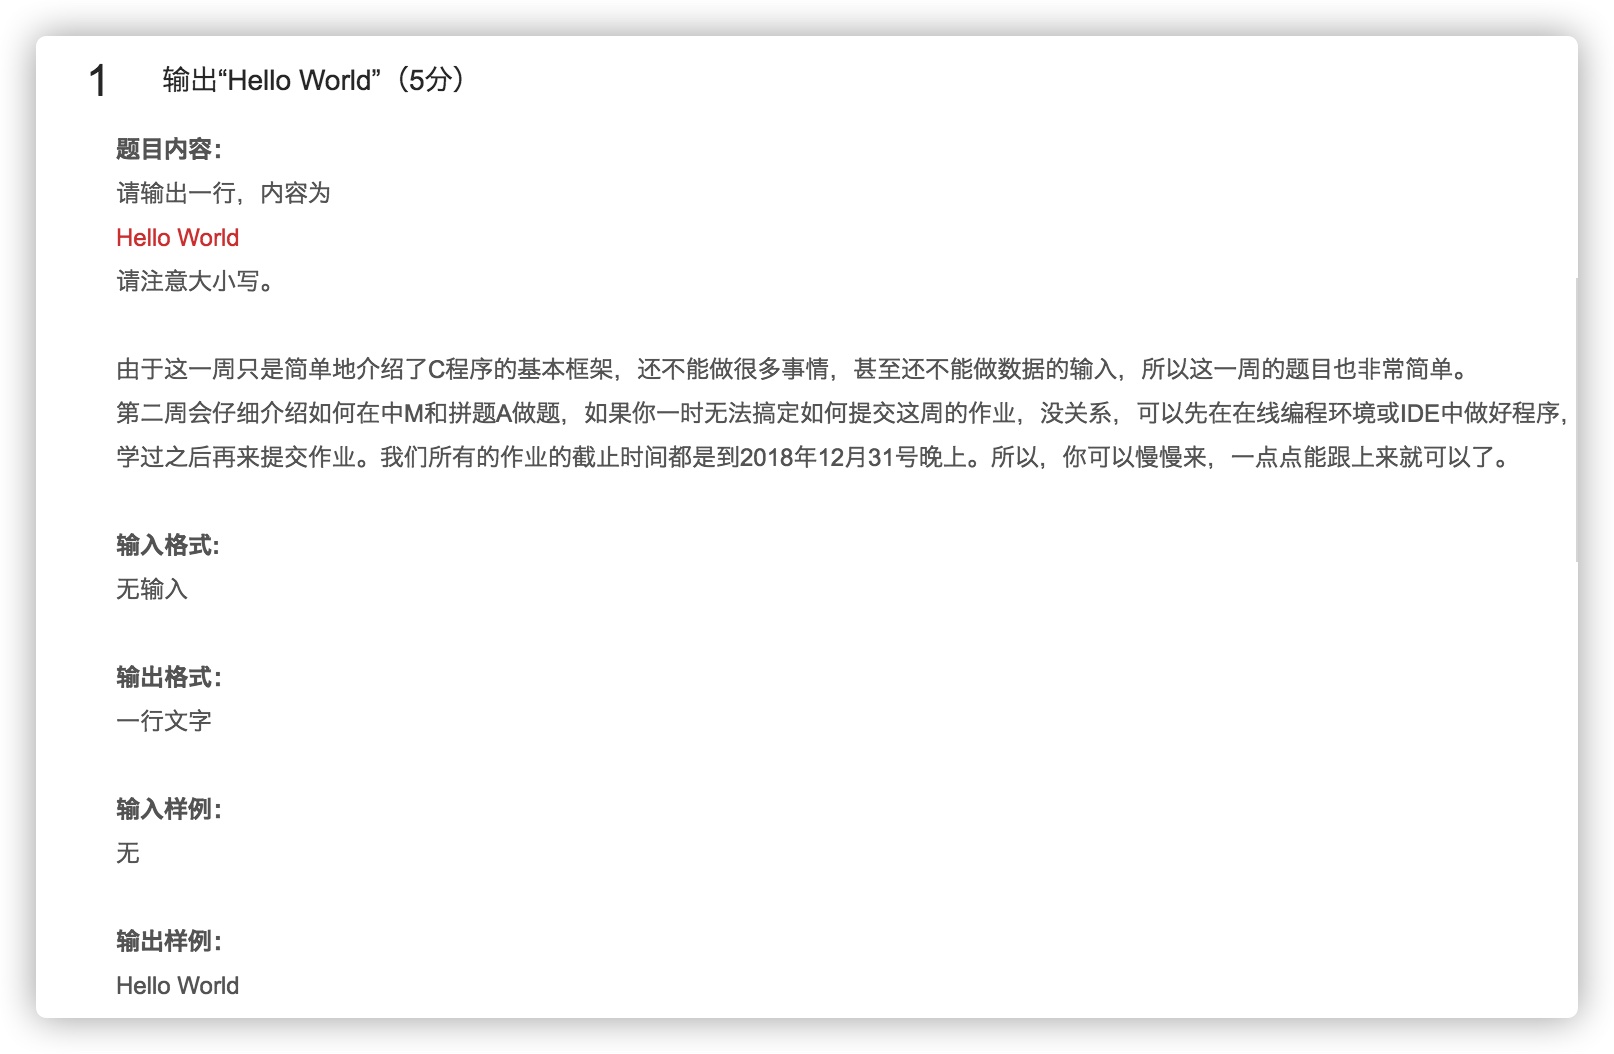 1 输出“Hello World”（5分）
题目内容：
请输出一行，内容为
Hello World
请注意大小写。
由于这一周只是简单地介绍了C程序的基本框架，还不能做很多事情，甚至还不能做数据的输入，所以这一周的题目也非常简单。
第二周会仔细介绍如何在中M和拼题A做题，如果你一时无法搞定如何提交这周的作业，没关系，可以先在在线编程环境或IDE中做好程序，
学过之后再来提交作业。我们所有的作业的截止时间都是到2018年12月31号晚上。所以，你可以慢慢来，一点点能跟上来就可以了。
输入格式:
无输入
输出格式：
一行文字
输入样例：
无
输出样例：
Hello World